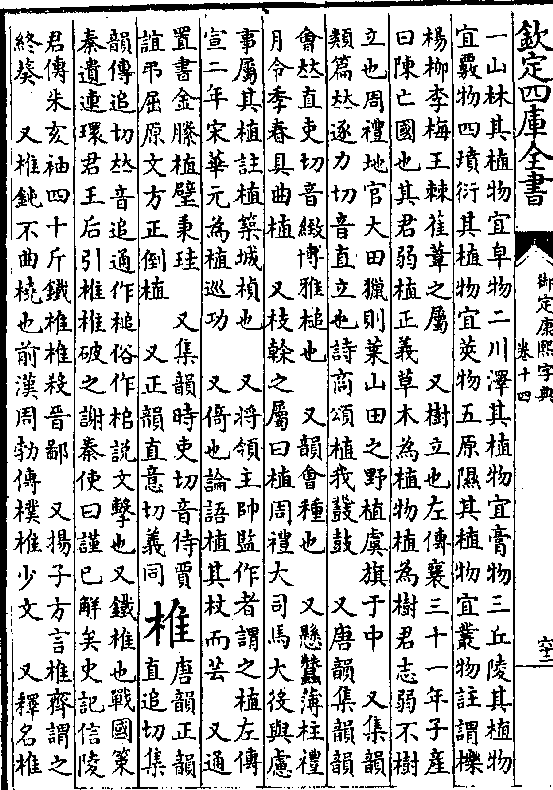 欽定四庫全書
御定康熙字典
卷十四
六十二
一山林其植物宜皁物二川澤其植物宜膏物三丘陵其植物
宜覈物四墳衍其植物宜莢物五原隰其植物宜叢物註謂櫟
楊柳李梅王棘萑葦之屬 又樹立也左傳襄三十一年子產
曰陳亡國也其君弱植正義草木為植物植為樹君志弱不樹
立也周禮地官大田獵則萊山田之野植虞旗于中 又集韻
類篇𠀤逐力切音直立也詩商頌植我鼗鼓 又唐韻集韻韻
會𠀤直吏切音緻博雅槌也 又韻會種也 又懸蠶薄柱禮
月令季春具曲植 又枝榦之屬曰植周禮大司馬大役與慮
事屬其植註植築城楨也 又將領主帥監作者謂之植左傳
宣二年宋華元為植巡功 又倚也論語植其杖而芸 又通
置書金縢植璧秉珪 又集韻時吏切音侍賈
誼弔屈原文方正倒植 又正韻直意切義同
椎
唐韻正韻
直追切集
韻傳追切𠀤音追通作槌俗作棓說文擊也又鐵椎也戰國策
秦遺連環君王后引椎椎破之謝秦使曰謹已解矣史記信陵
君傳朱亥袖四十斤鐵椎椎殺晉鄙 又揚子方言椎齊謂之
終葵 又椎鈍不曲橈也前漢周勃傳樸椎少文 又釋名椎